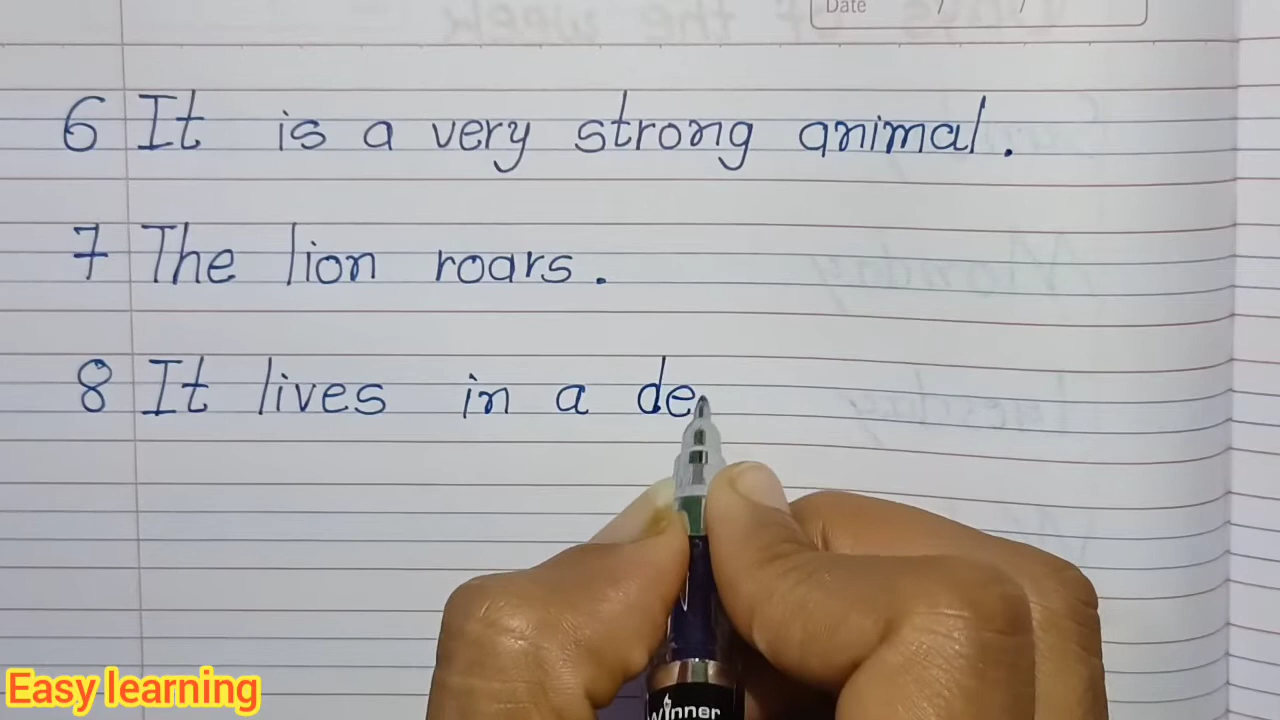 Date / /
6 It is a very strong animal.
7 The lion roars.
8 It lives in a de
Winner
Easy learning